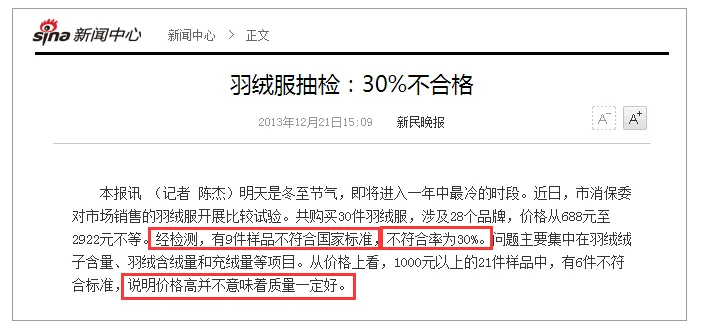 sina 新闻中心 新闻中心 > 正文
羽绒服抽检：30%不合格
2013年12月21日15:09 新民晚报 A- A+
本报讯 （记者 陈杰）明天是冬至节气，即将进入一年中最冷的时段。近日，市消保委
对市场销售的羽绒服开展比较试验。共购买30件羽绒服，涉及28个品牌，价格从688元至
2922元不等。经检测，有9件样品不符合国家标准，不符合率为30%。问题主要集中在羽绒绒
子含量、羽绒含绒量和充绒量等项目。从价格上看，1000元以上的21件样品中，有6件不符
合标准，说明价格高并不意味着质量一定好。